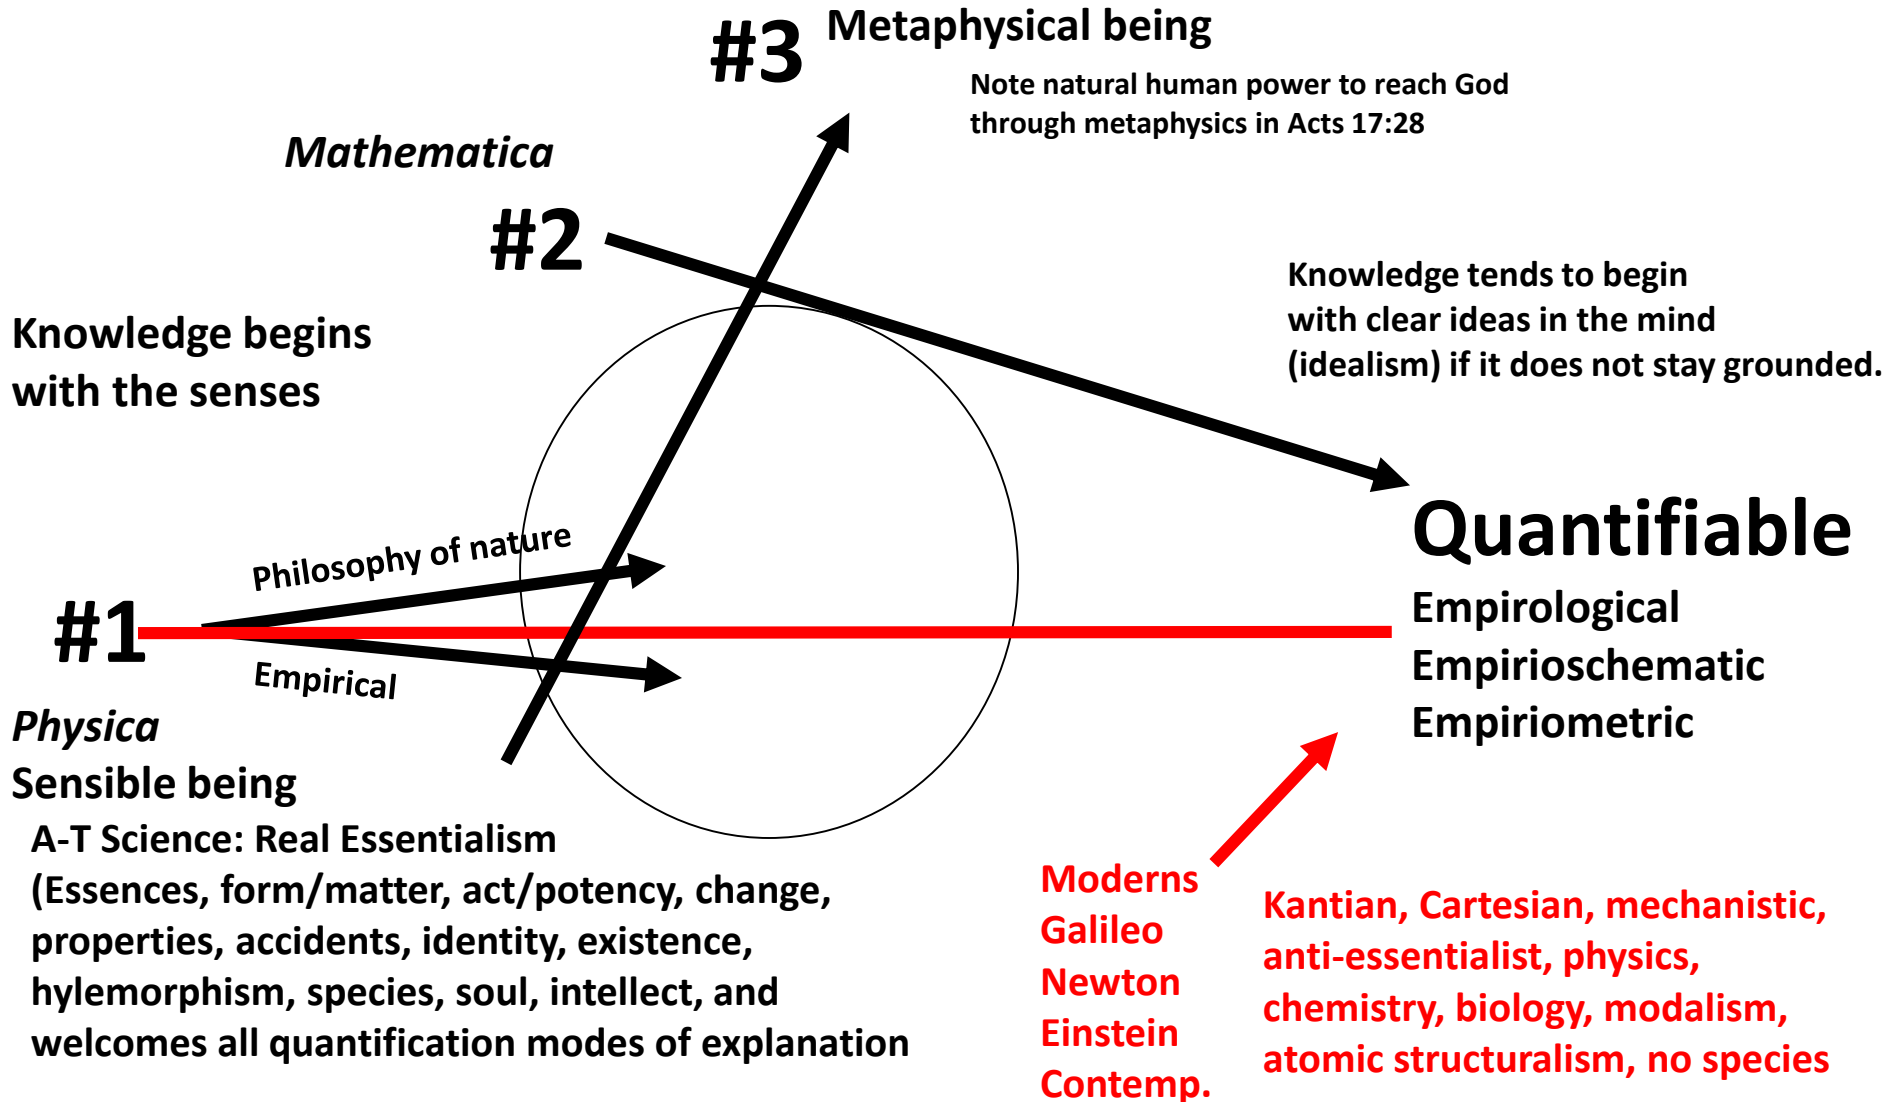 #3
Metaphysical being
Note natural human power to reach God
through metaphysics in Acts 17:28
Mathematica
#2
Knowledge tends to begin
with clear ideas in the mind
(idealism) if it does not stay grounded.
Knowledge begins
with the senses
Philosophy of nature
#1
Empirical
Quantifiable
Empirological
Empirioschematic
Empiriometric
Physica
Sensible being
A-T Science: Real Essentialism
(Essences, form/matter, act/potency, change,
properties, accidents, identity, existence,
hylemorphism, species, soul, intellect, and
welcomes all quantification modes of explanation
Moderns
Galileo
Newton
Einstein
Contemp.
Kantian, Cartesian, mechanistic,
anti-essentialist, physics,
chemistry, biology, modalism,
atomic structuralism, no species